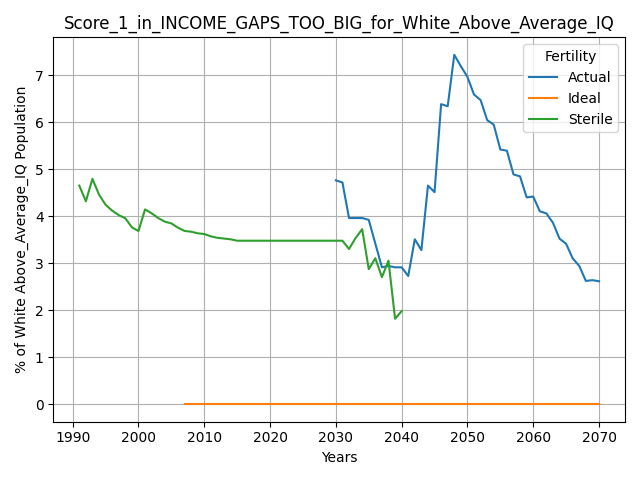 Score_1_in_INCOME_GAPS_TOO_BIG_for_White_Above_Average_IQ
% of White Above_Average_IQ Population
7
6
5
4
3
2
1
0
Fertility
Actual
Ideal
Sterile
1990 2000 2010 2020 2030 2040 2050 2060 2070
Years